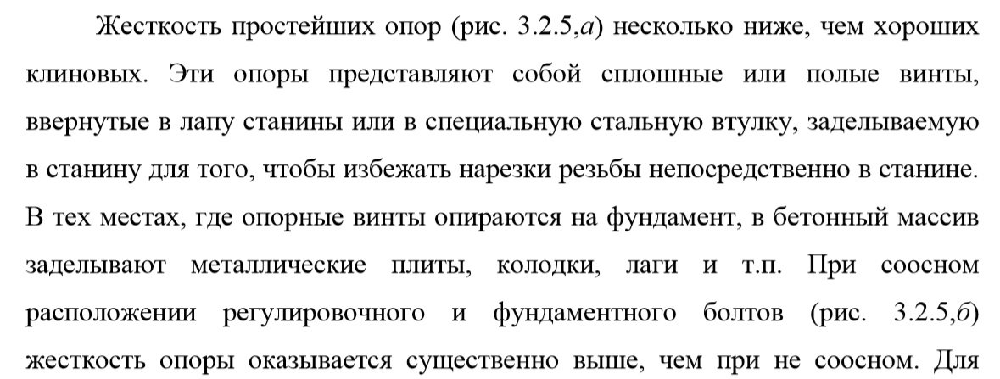 Жесткость простейших опор (рис. 3.2.5,а) несколько ниже, чем хороших
клиновых. Эти опоры представляют собой сплошные или полые винты,
ввернутые в лапу станины или в специальную стальную втулку, заделываемую
в станину для того, чтобы избежать нарезки резьбы непосредственно в станине.
В тех местах, где опорные винты опираются на фундамент, в бетонный массив
заделывают металлические плиты, колодки, лаги и т.п. При соосном
расположении регулировочного и фундаментного болтов (рис. 3.2.5,б)
жесткость опоры оказывается существенно выше, чем при не соосном. Для